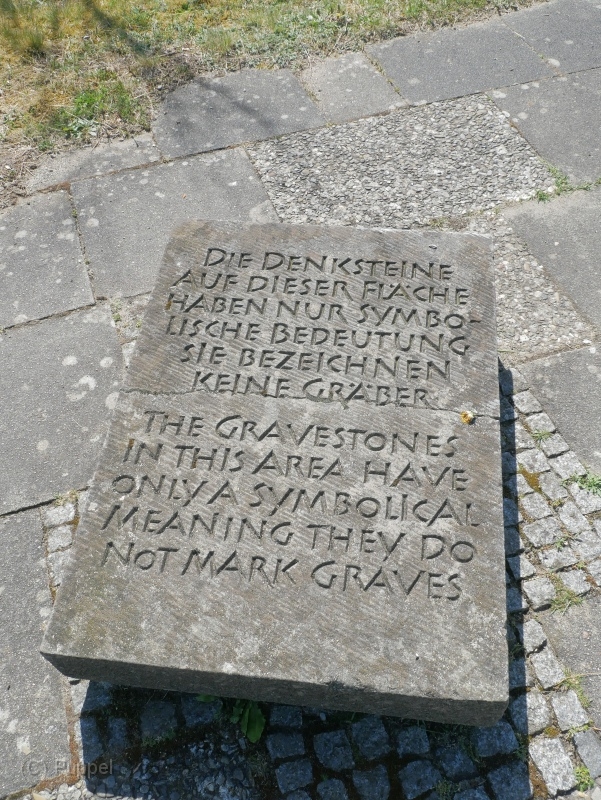 DIE DENKSTEINE
AUF DIESER FLÄCHE
HABEN NUR SYMBO-
LISCHE BEDEUTUNG
SIE BEZEICHNEN
KEINE GRÄBER
THE GRAVESTONES
IN THIS AREA HAVE
ONLY A SYMBOLICAL
MEANING THEY DO
NOT MARK GRAVES
(C) Puppel